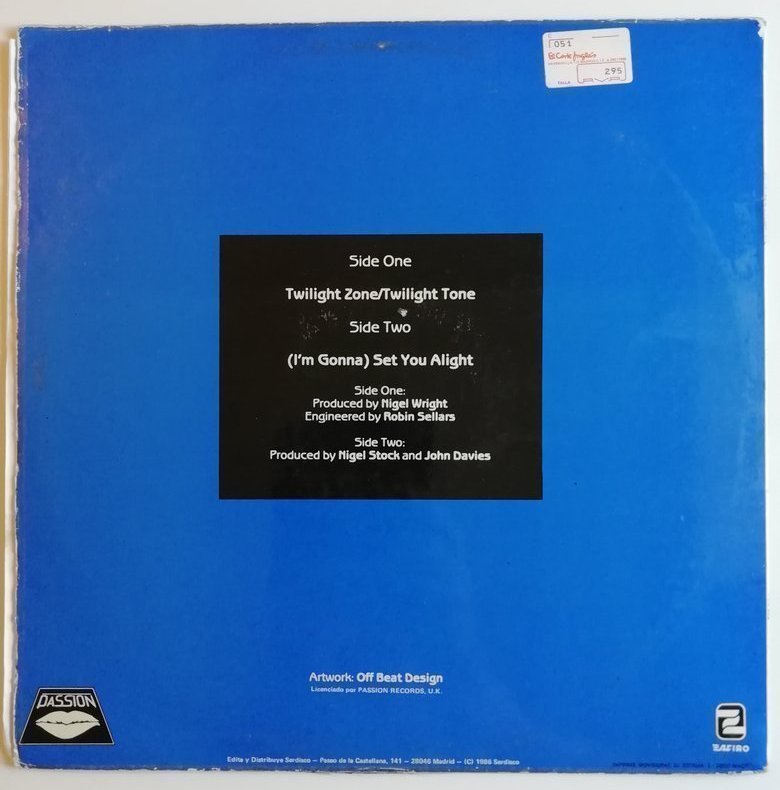 051
El Corte Inglés
TALLA
295
Side One
Twilight Zone/Twilight Tone
Side Two
(I'm Gonna) Set You Alight
Side One:
Produced by Nigel Wright
Engineered by Robin Sellars
Side Two:
Produced by Nigel Stock and John Davies
Artwork: Off Beat Design
Licenciado por PASSION RECORDS, U.K.
PASSION
ZAFIRO
Edita y Distribuye Serdisco – Paseo de la Castellana, 141 – 28046 Madrid – (C) 1986 Serdisco